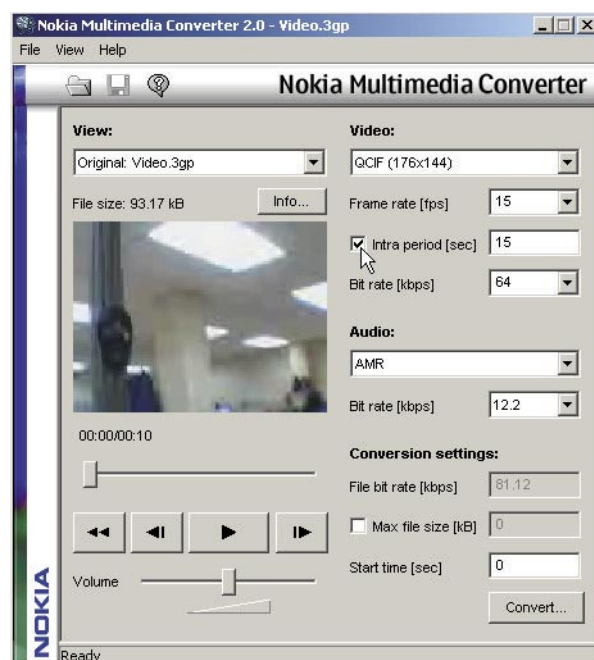 Nokia Multimedia Converter 2.0 - Video.3gp
File View Help
Nokia Multimedia Converter
View:
Original: Video.3gp
File size: 93.17 kB
Info...
00:00/00:10
Volume
Video:
QCIF (176x144)
Frame rate [fps]
15
Intra period [sec]
15
Bit rate [kbps]
64
Audio:
AMR
Bit rate [kbps]
12.2
Conversion settings:
File bit rate [kbps]
81.12
Max file size [kB]
0
Start time [sec]
0
Convert...
NOKIA
Ready